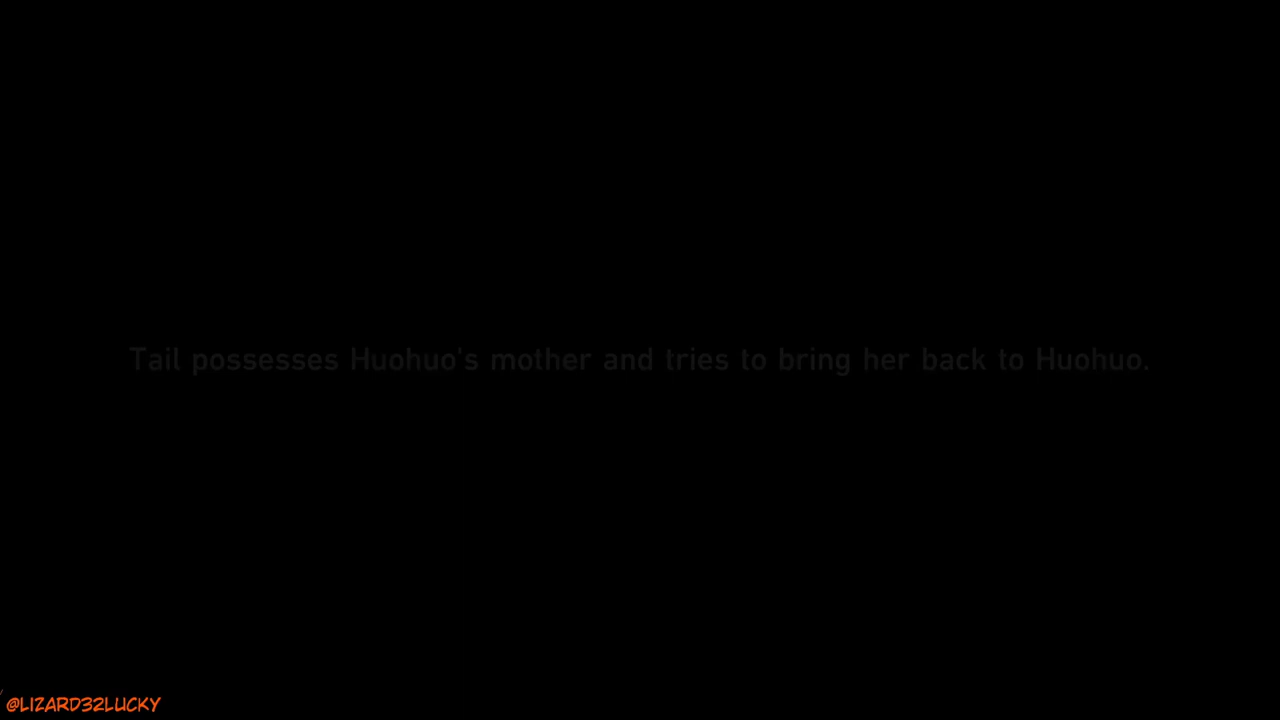 Tail possesses Huohuo's mother and tries to bring her back to Huohuo.
@LIZARD32LUCKY